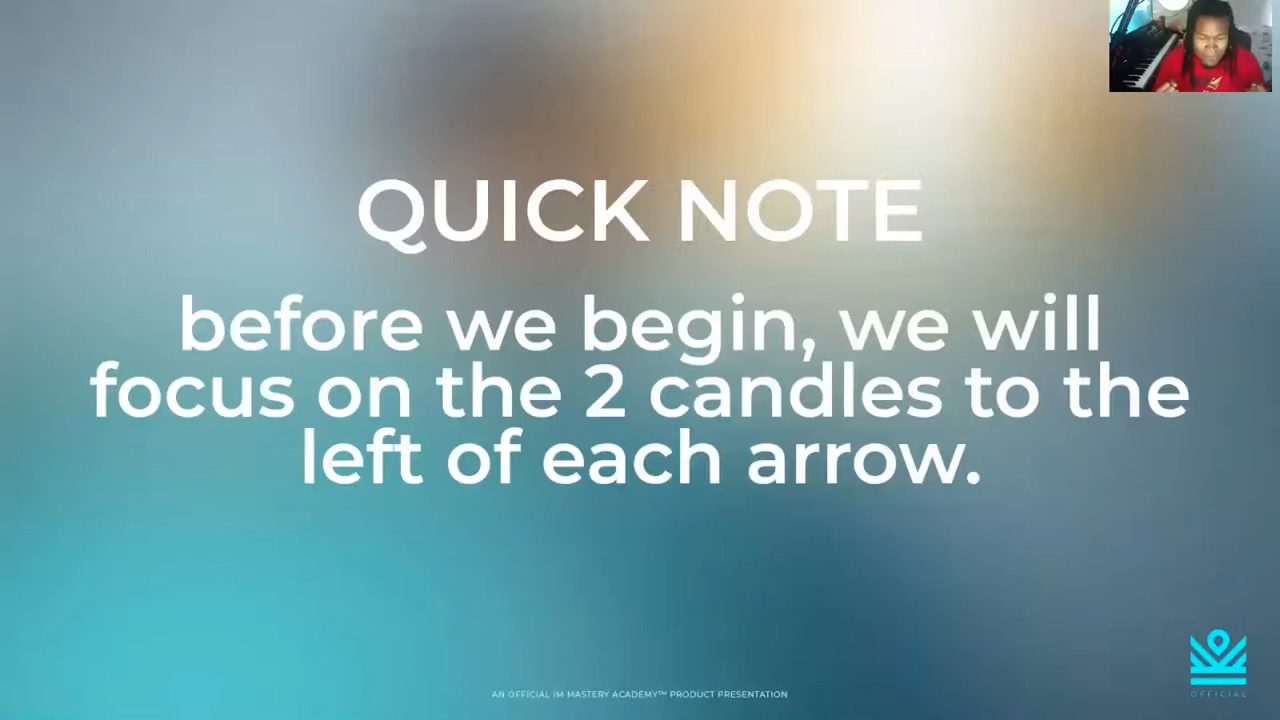 QUICK NOTE
before we begin, we will
focus on the 2 candles to the
left of each arrow.
AN OFFICIAL IM MASTERY ACADEMY™ PRODUCT PRESENTATION
OFFICIAL